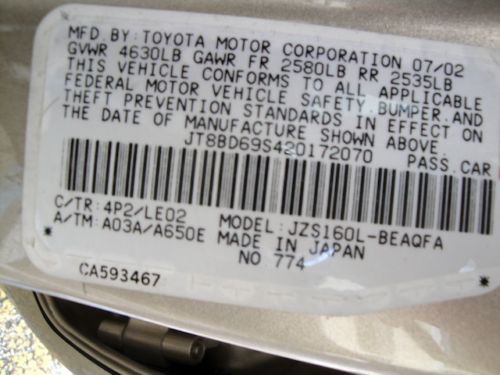 MFD. BY: TOYOTA MOTOR CORPORATION 07/02
GVWR 4630LB GAWR FR 2580LB RR 2535LB
THIS VEHICLE CONFORMS TO ALL APPLICABLE
FEDERAL MOTOR VEHICLE SAFETY, BUMPER, AND
THEFT PREVENTION STANDARDS IN EFFECT ON
THE DATE OF MANUFACTURE SHOWN ABOVE.
JT8BD69S420172070 PASS. CAR
C/TR: 4P2/LE02 MODEL: JZS160L-BEAQFA
A/TM: A03A/A650E MADE IN JAPAN
NO 774
CA593467